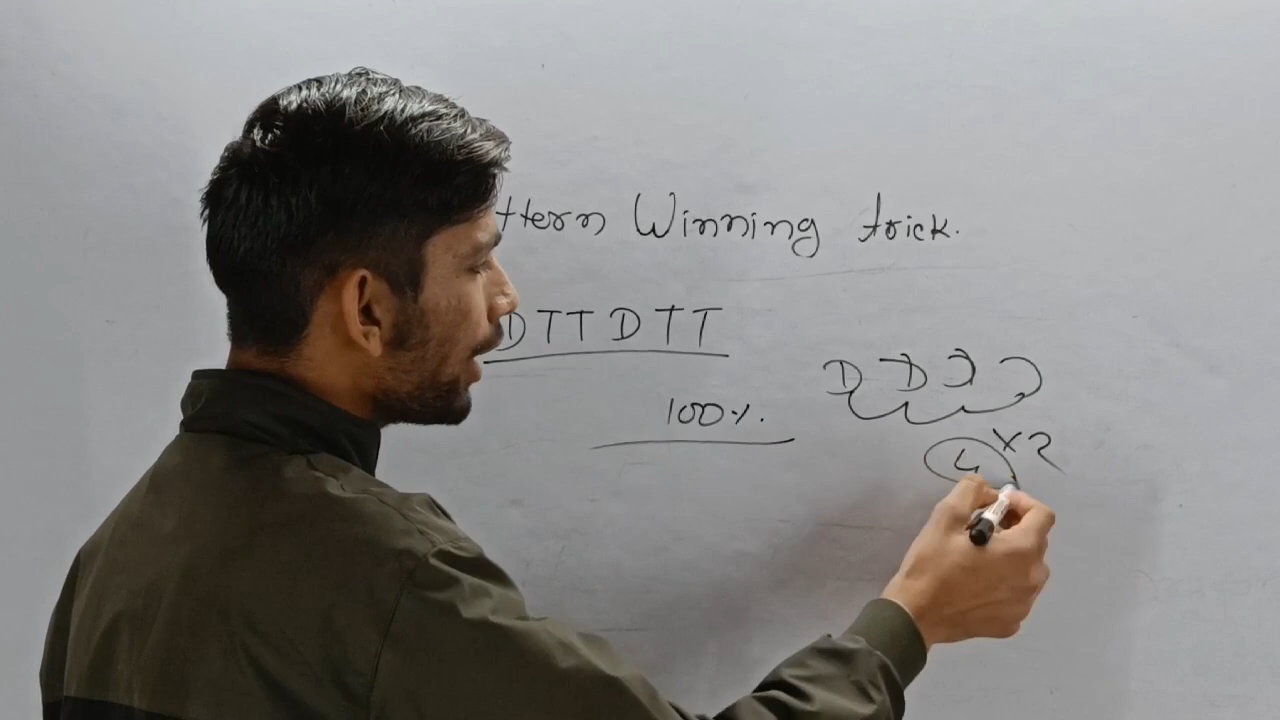 ttern Winning trick.
DTTDTT
D D D D
100%.
4 X2